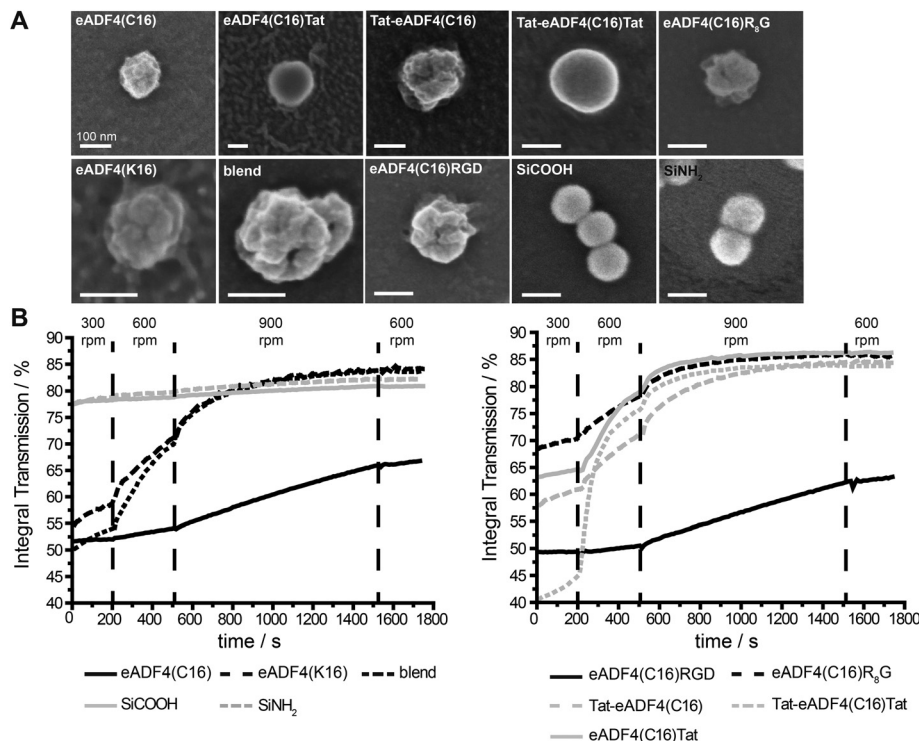 A
eADF4(C16)
eADF4(C16)Tat
Tat-eADF4(C16)
Tat-eADF4(C16)Tat
eADF4(C16)R₈G
100 nm
eADF4(K16)
blend
eADF4(C16)RGD
SiCOOH
SiNH₂
B
300 rpm
600 rpm
900 rpm
600 rpm
Integral Transmission / %
90
85
80
75
70
65
60
55
50
45
40
0 200 400 600 800 1000 1200 1400 1600 1800
time / s
eADF4(C16) eADF4(K16) blend
SiCOOH SiNH₂
300 rpm
600 rpm
900 rpm
600 rpm
Integral Transmission / %
90
85
80
75
70
65
60
55
50
45
40
0 200 400 600 800 1000 1200 1400 1600 1800
time / s
eADF4(C16)RGD eADF4(C16)R₈G
Tat-eADF4(C16) Tat-eADF4(C16)Tat
eADF4(C16)Tat